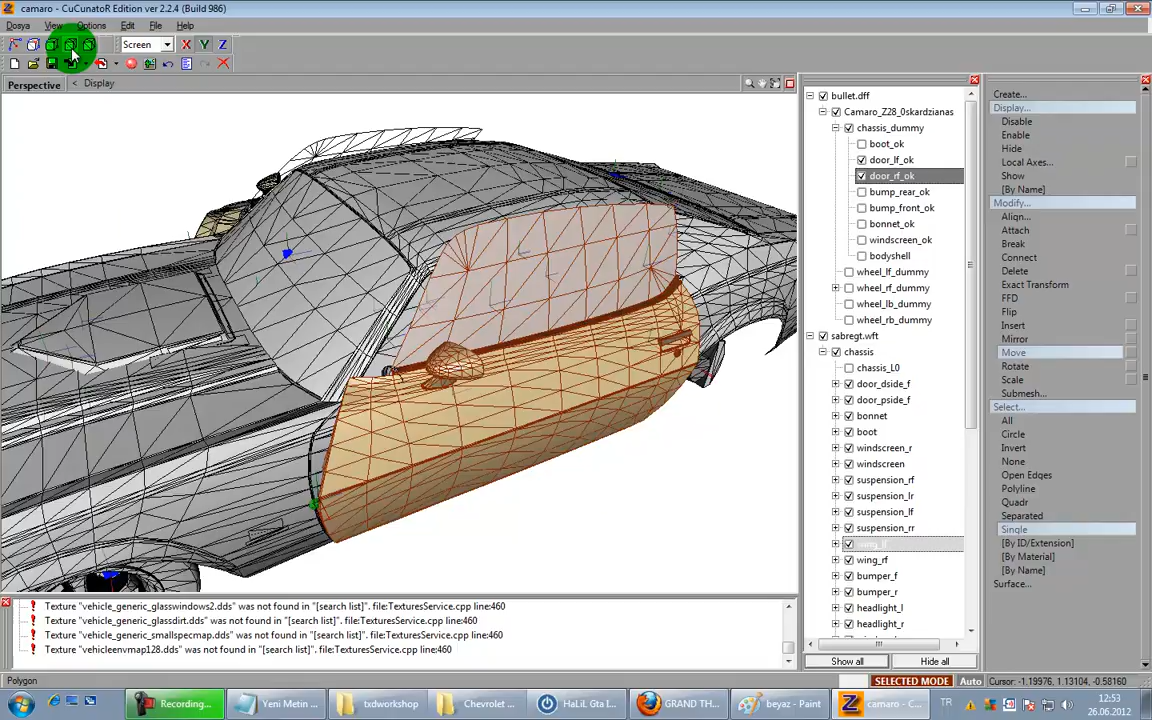 camaro - CuCunatoR Edition ver 2.2.4 (Build 986)
Dosya View Options Edit File Help
Screen X Y Z
Perspective < Display
bullet.dff
Camaro_Z28_0skardzianas
chassis_dummy
boot_ok
door_lf_ok
door_rf_ok
bump_rear_ok
bump_front_ok
bonnet_ok
windscreen_ok
bodyshell
wheel_lf_dummy
wheel_rf_dummy
wheel_lb_dummy
wheel_rb_dummy
sabregt.wft
chassis
chassis_L0
door_dside_f
door_pside_f
bonnet
boot
windscreen_r
windscreen
suspension_rf
suspension_lr
suspension_lf
suspension_rr
wing_rf
bumper_f
bumper_r
headlight_l
headlight_r
Show all Hide all
Create...
Display...
Disable
Enable
Hide
Local Axes...
Show
[By Name]
Modify...
Align...
Attach
Break
Connect
Delete
Exact Transform
FFD
Flip
Insert
Mirror
Move
Rotate
Scale
Submesh...
Select...
All
Circle
Invert
None
Open Edges
Polyline
Quadr
Separated
Single
[By ID/Extension]
[By Material]
[By Name]
Surface...
Texture "vehicle_generic_glasswindows2.dds" was not found in "[search list]". file:TexturesService.cpp line:460
Texture "vehicle_generic_glassdirt.dds" was not found in "[search list]". file:TexturesService.cpp line:460
Texture "vehicle_generic_smallspecmap.dds" was not found in "[search list]". file:TexturesService.cpp line:460
Texture "vehicleenvmap128.dds" was not found in "[search list]". file:TexturesService.cpp line:460
Polygon SELECTED MODE Auto Cursor: -1.19976, 1.13104, -0.58160
Recording... Yeni Metin ... txdworkshop Chevrolet ... HaLiL Gta I... GRAND TH... beyaz - Paint camaro - C... TR 12:53
26.06.2012